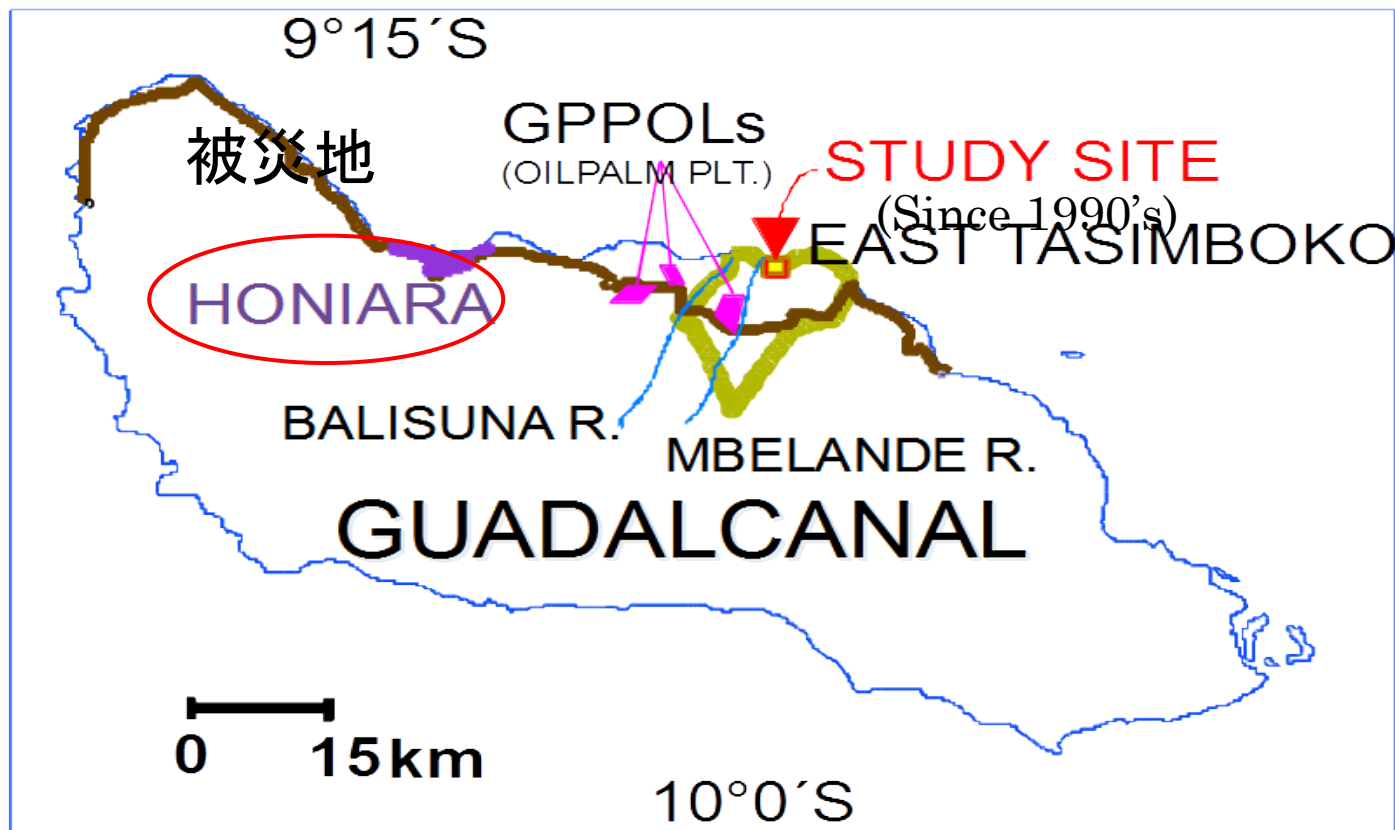 9°15´S
GPPOLs
(OILPALM PLT.)
被災地
STUDY SITE
(Since 1990’s)
EAST TASIMBOKO
HONIARA
BALISUNA R.
MBELANDE R.
GUADALCANAL
0 15km
10°0´S